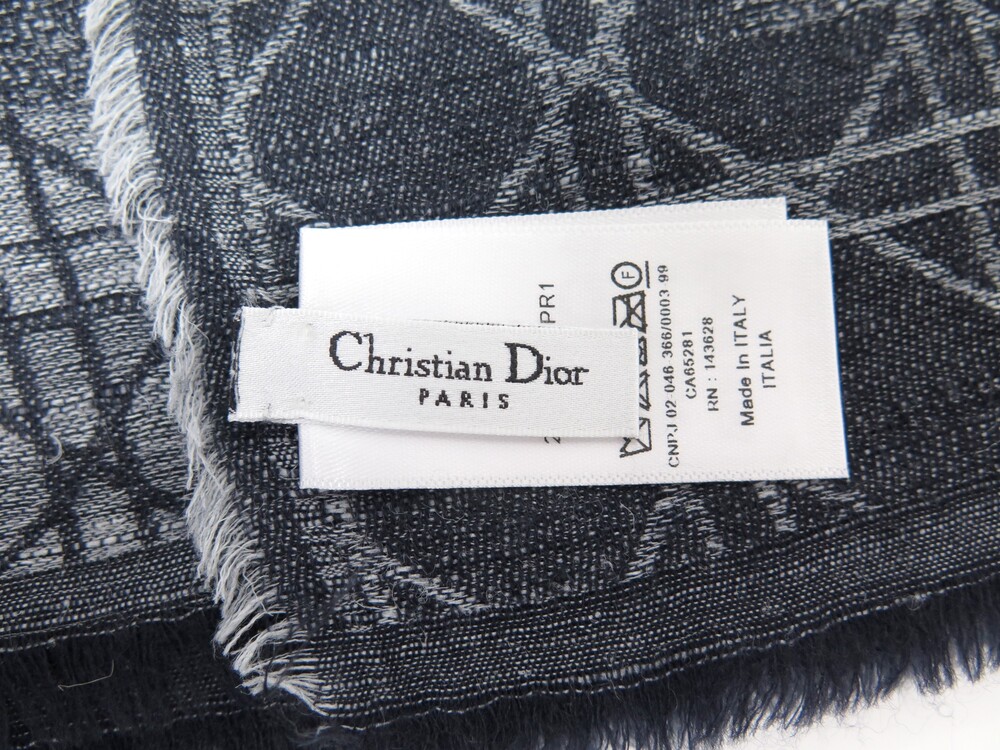 Christian Dior
PARIS
PR1
F
CNPJ 02 046 366/0003 99
CA65281
RN : 143628
Made In ITALY
ITALIA